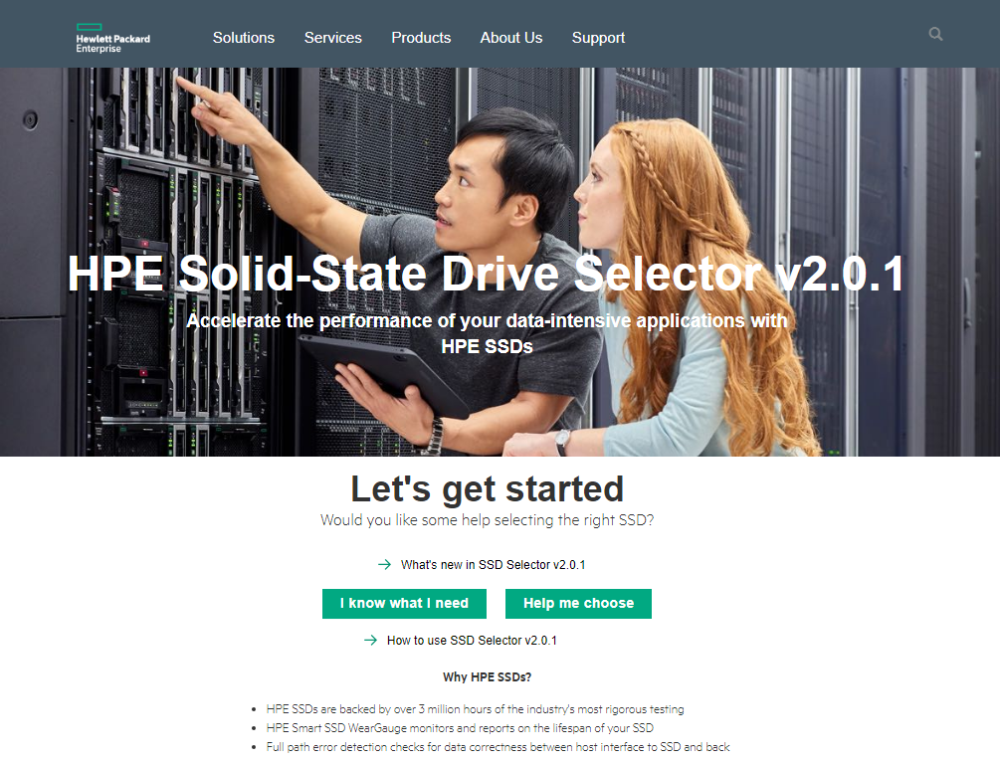 Hewlett Packard
Enterprise
Solutions
Services
Products
About Us
Support
HPE Solid-State Drive Selector v2.0.1
Accelerate the performance of your data-intensive applications with
HPE SSDs
Let's get started
Would you like some help selecting the right SSD?
What's new in SSD Selector v2.0.1
I know what I need
Help me choose
How to use SSD Selector v2.0.1
Why HPE SSDs?
HPE SSDs are backed by over 3 million hours of the industry's most rigorous testing
HPE Smart SSD WearGauge monitors and reports on the lifespan of your SSD
Full path error detection checks for data correctness between host interface to SSD and back